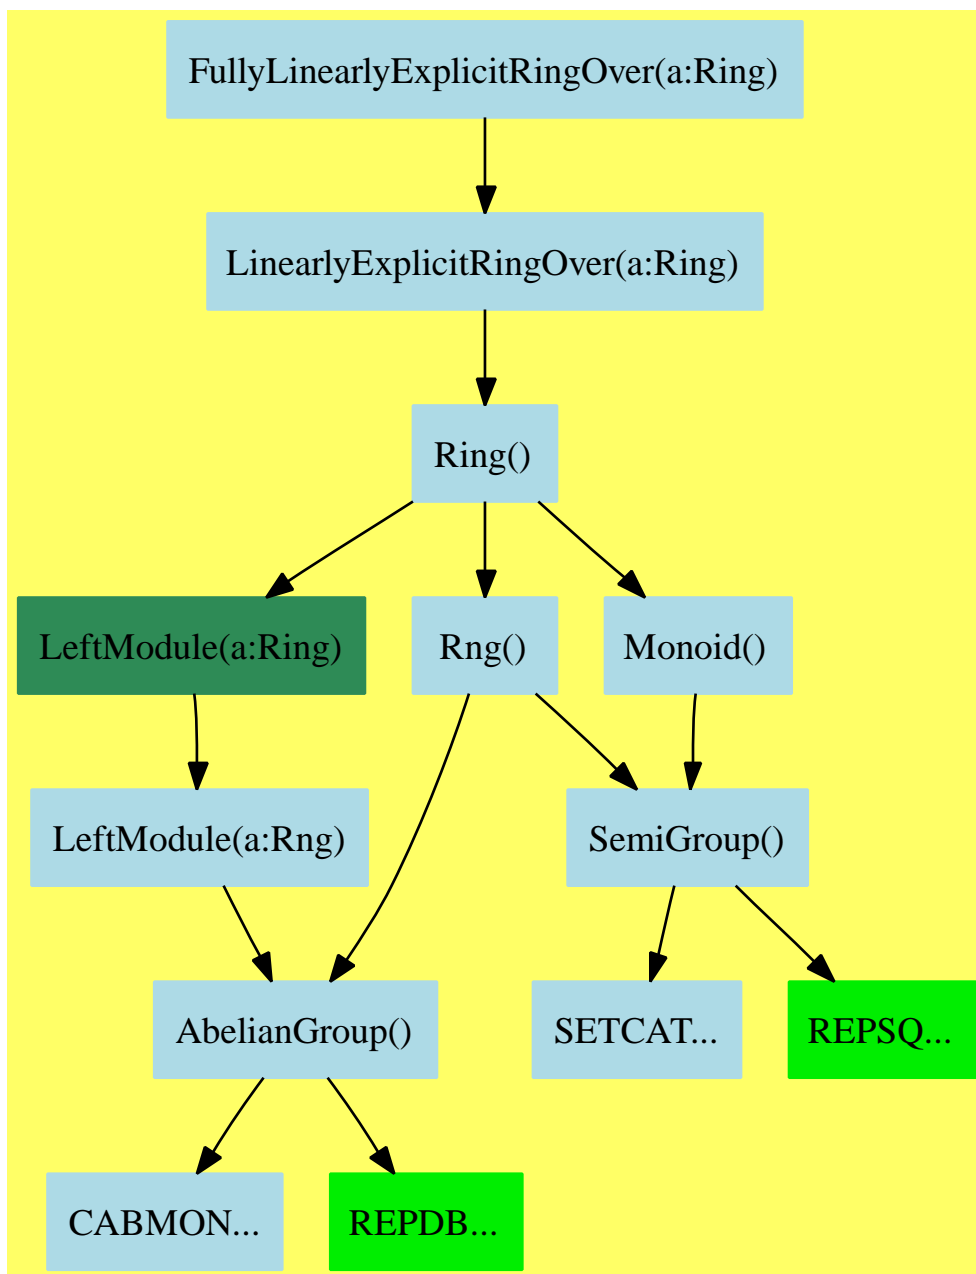 FullyLinearlyExplicitRingOver(a:Ring)
LinearlyExplicitRingOver(a:Ring)
Ring()
LeftModule(a:Ring)
Rng()
Monoid()
LeftModule(a:Rng)
SemiGroup()
AbelianGroup()
SETCAT...
REPSQ...
CABMON...
REPDB...